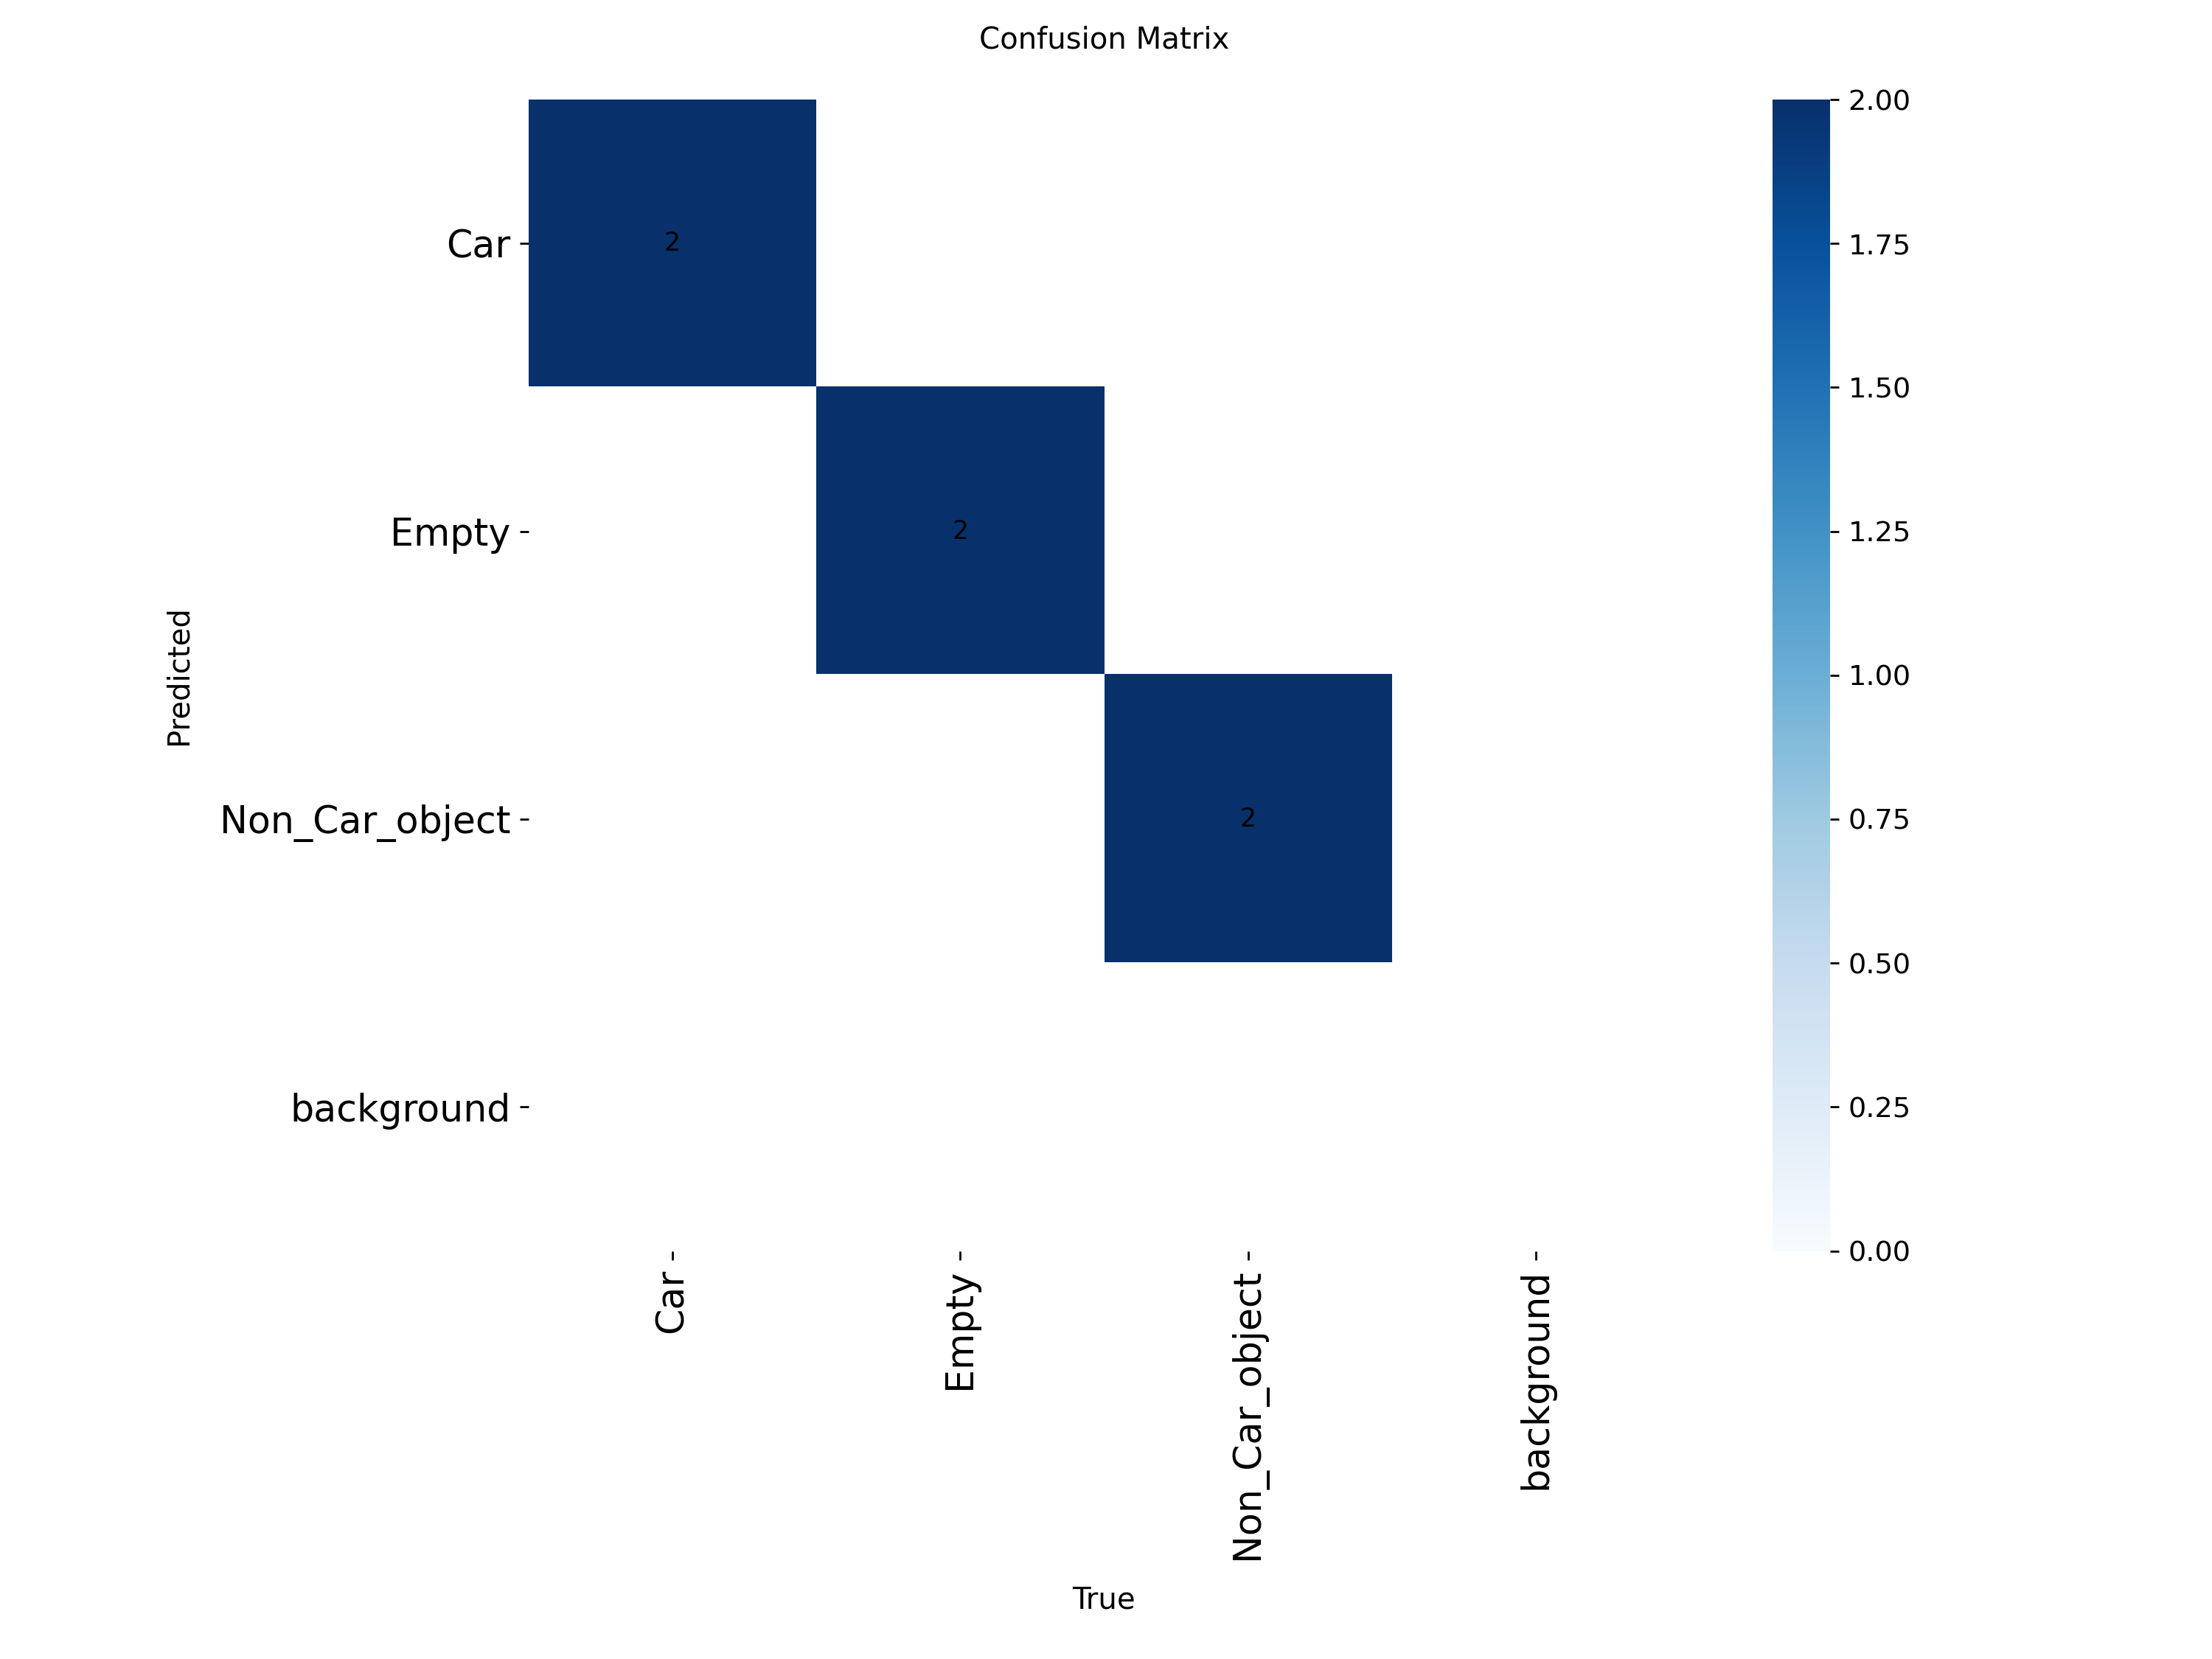 Confusion Matrix
Car
Empty
Non_Car_object
background
Predicted
2
2
2
Car
Empty
Non_Car_object
background
True
2.00
1.75
1.50
1.25
1.00
0.75
0.50
0.25
0.00